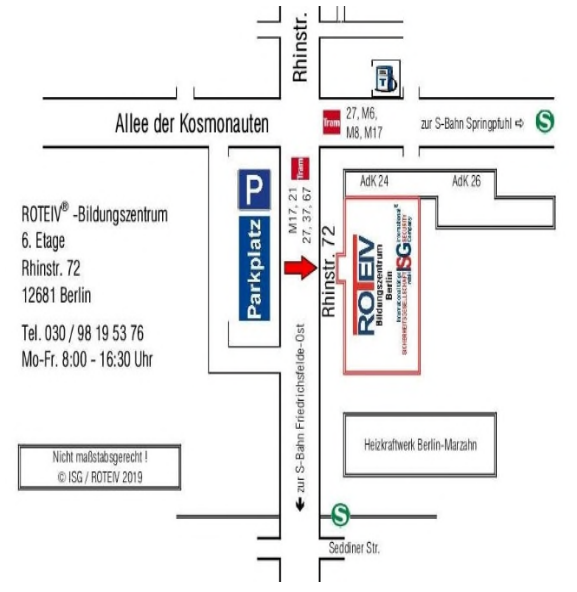 Rhinstr.
T
Allee der Kosmonauten
Tram
27, M6,
M8, M17
zur S-Bahn Springpfuhl ⇨
S
P
Parkplatz
Tram
M17, 21
27, 37, 67
AdK 24
AdK 26
Rhinstr. 72
ROTEIV
Bildungszentrum
Berlin
ISG
SECURITY
SICHERHEITSGESELLSCHAFT
ROTEIV® -Bildungszentrum
6. Etage
Rhinstr. 72
12681 Berlin
Tel. 030 / 98 19 53 76
Mo-Fr. 8:00 - 16:30 Uhr
← zur S-Bahn Friedrichsfelde-Ost
Heizkraftwerk Berlin-Marzahn
Nicht maßstabsgerecht !
© ISG / ROTEIV 2019
S
Seddiner Str.